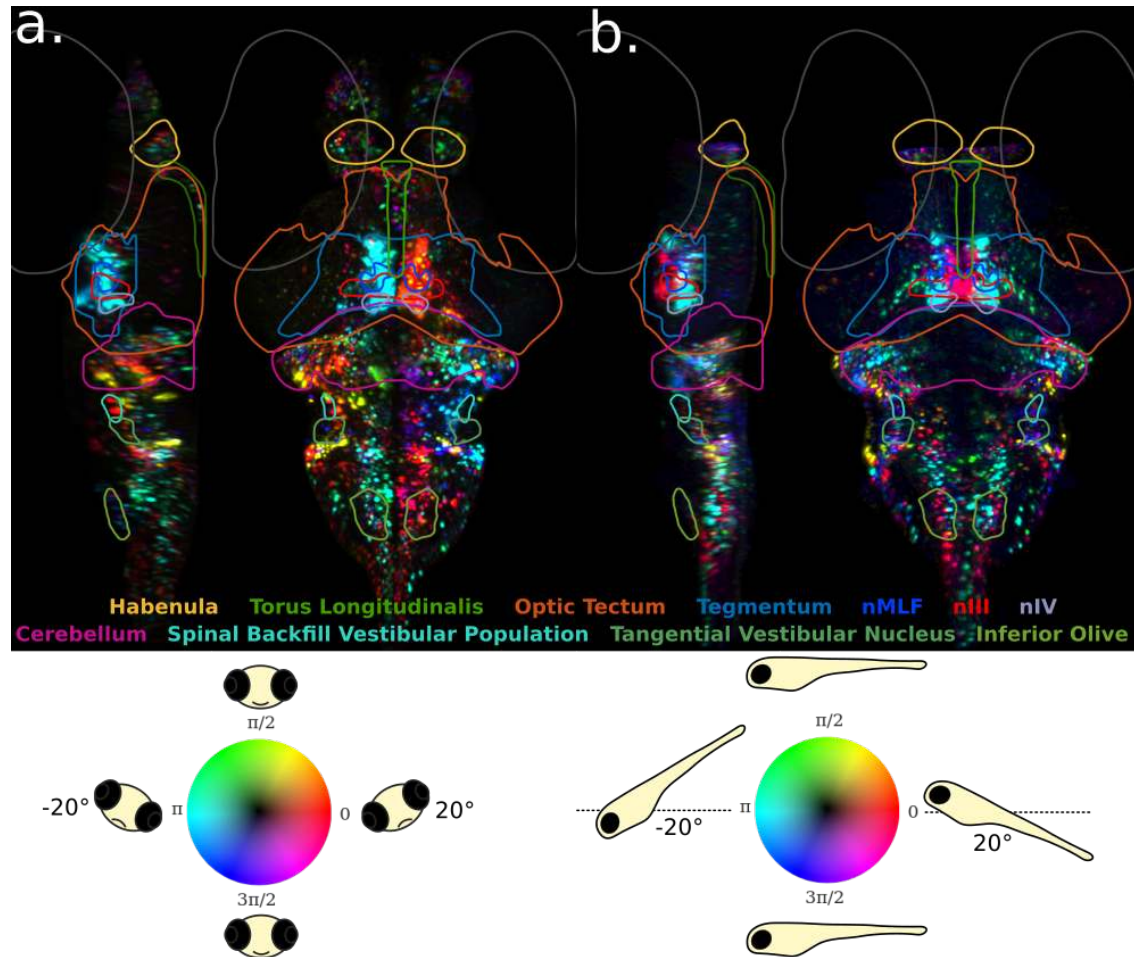 a. b.
Habenula Torus Longitudinalis Optic Tectum Tegmentum nMLF nIII nIV
Cerebellum Spinal Backfill Vestibular Population Tangential Vestibular Nucleus Inferior Olive
π/2 π/2
-20° π 0 20° π -20° 0 20°
3π/2 3π/2